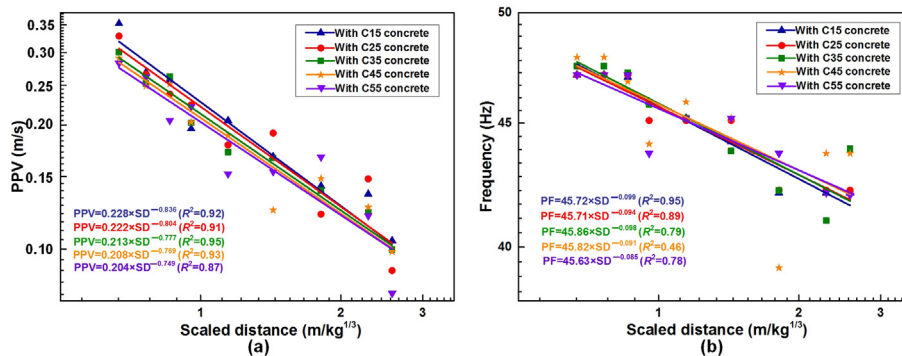 (a)
0.35
0.30
0.25
0.20
0.15
0.10
PPV (m/s)
With C15 concrete
With C25 concrete
With C35 concrete
With C45 concrete
With C55 concrete
PPV=0.228×SD⁻⁰·⁸³⁶ (R²=0.92)
PPV=0.222×SD⁻⁰·⁸⁰⁴ (R²=0.91)
PPV=0.213×SD⁻⁰·⁷⁷⁷ (R²=0.95)
PPV=0.208×SD⁻⁰·⁷⁶⁹ (R²=0.93)
PPV=0.204×SD⁻⁰·⁷⁴⁹ (R²=0.87)
1 2 3
Scaled distance (m/kg¹ᐟ³)
(a)
(b)
50
45
40
Frequency (Hz)
With C15 concrete
With C25 concrete
With C35 concrete
With C45 concrete
With C55 concrete
PF=45.72×SD⁻⁰·⁰⁹⁹ (R²=0.95)
PF=45.71×SD⁻⁰·⁰⁹⁴ (R²=0.89)
PF=45.86×SD⁻⁰·⁰⁹⁸ (R²=0.79)
PF=45.82×SD⁻⁰·⁰⁹¹ (R²=0.46)
PF=45.63×SD⁻⁰·⁰⁸⁵ (R²=0.78)
1 2 3
Scaled distance (m/kg¹ᐟ³)
(b)